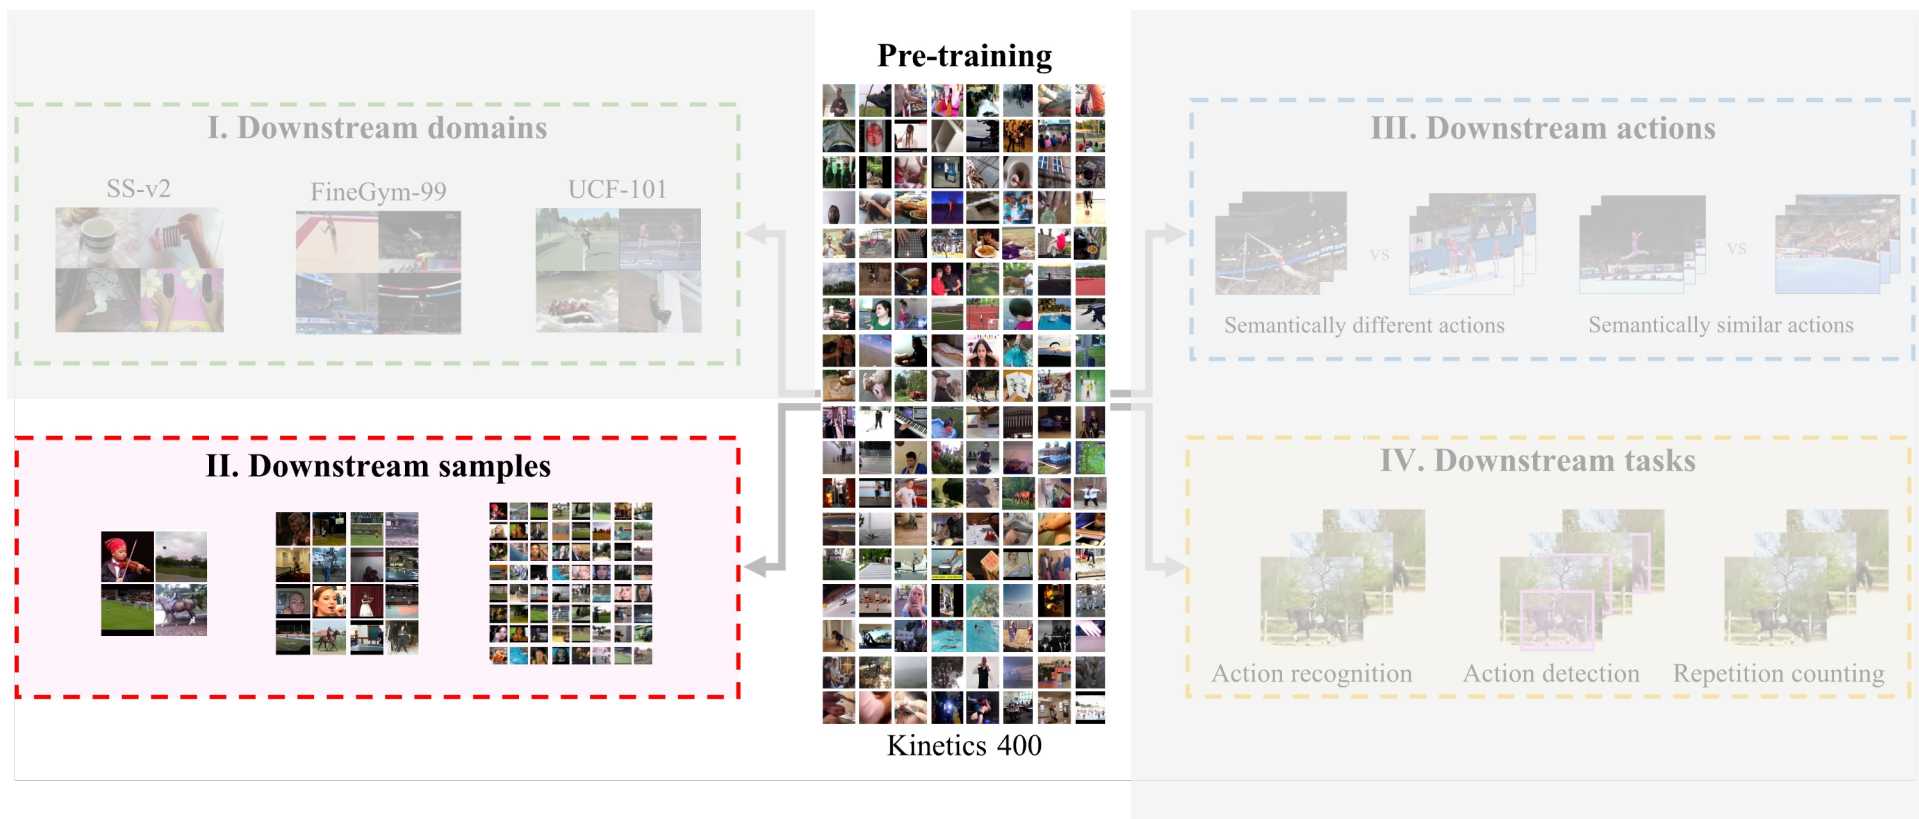 Pre-training
I. Downstream domains
SS-v2
FineGym-99
UCF-101
II. Downstream samples
Kinetics 400
III. Downstream actions
vs
vs
Semantically different actions
Semantically similar actions
IV. Downstream tasks
Action recognition
Action detection
Repetition counting